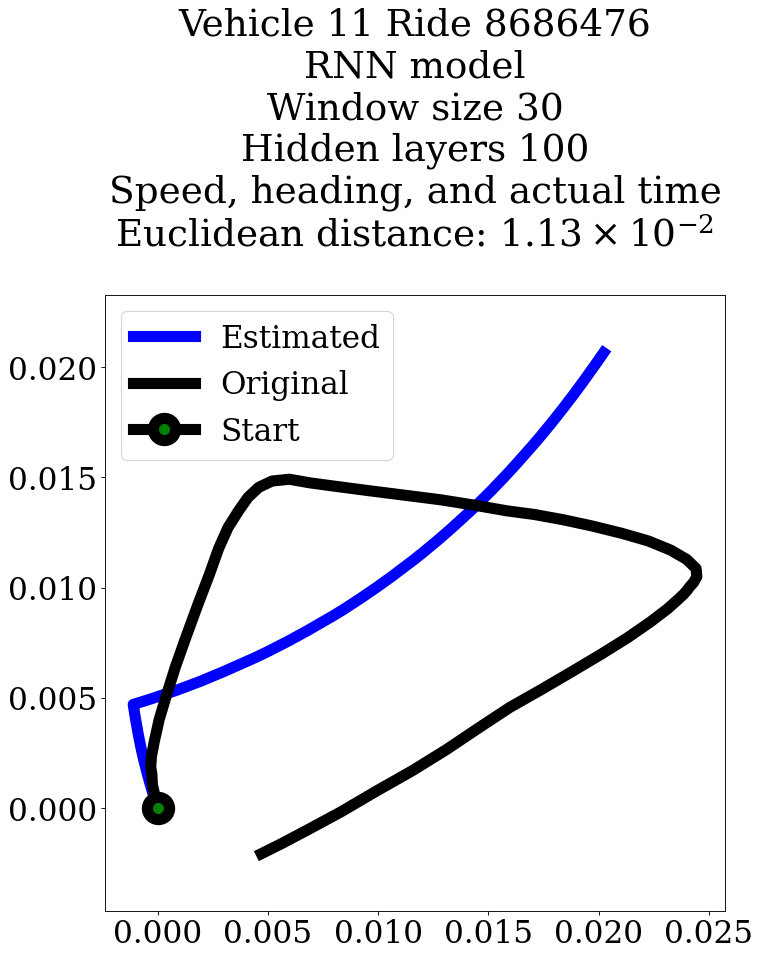 Vehicle 11 Ride 8686476
RNN model
Window size 30
Hidden layers 100
Speed, heading, and actual time
Euclidean distance: 1.13 × 10⁻²
Estimated
Original
Start
0.020
0.015
0.010
0.005
0.000
0.000 0.005 0.010 0.015 0.020 0.025